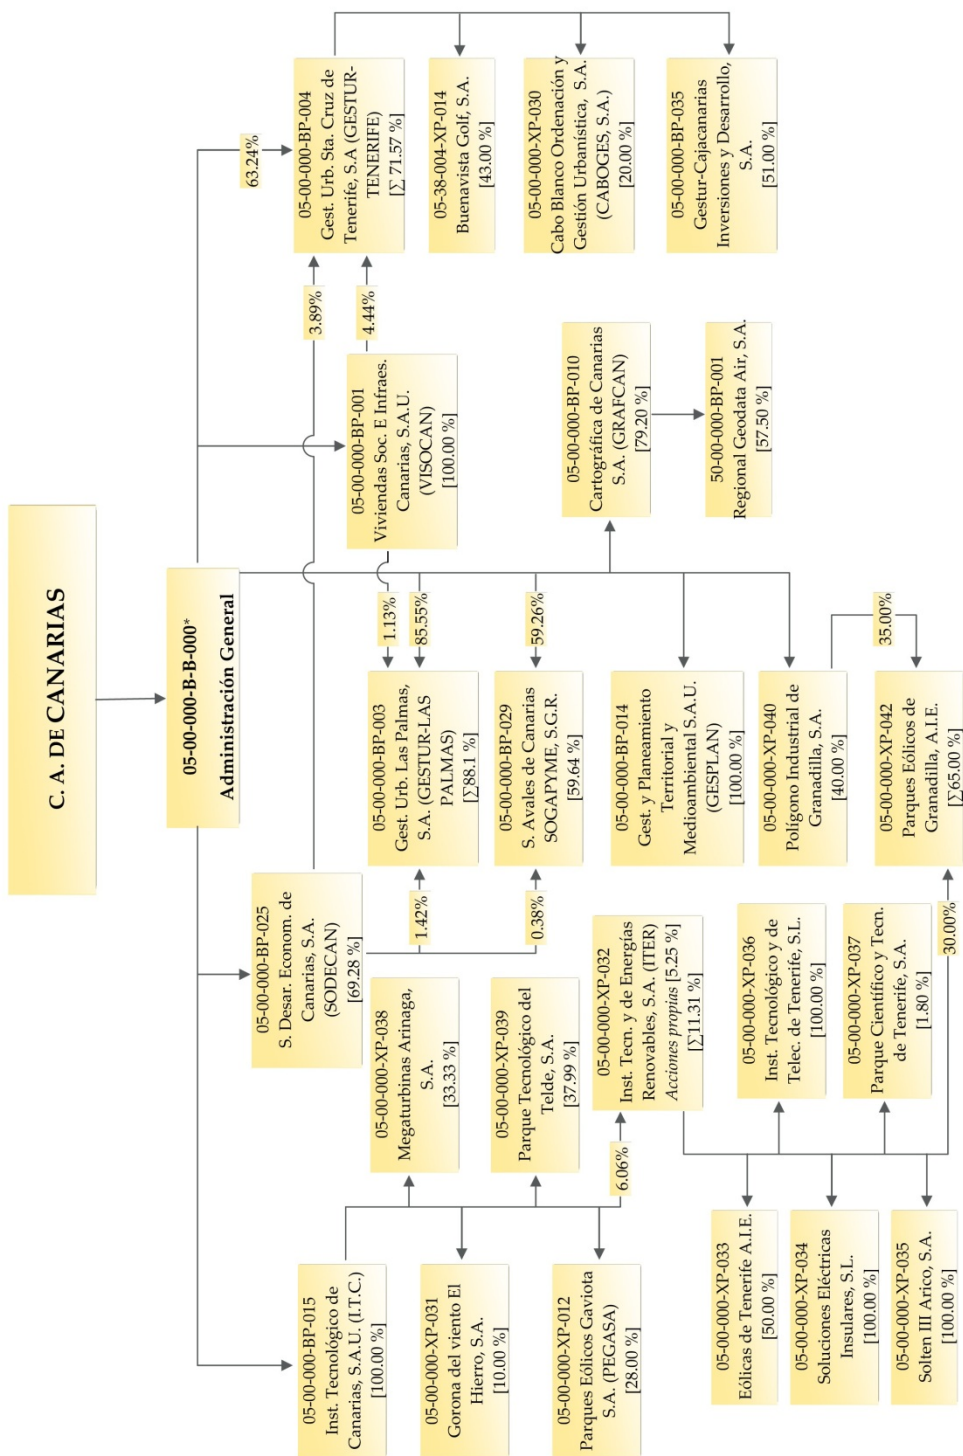 C. A. DE CANARIAS
05-00-000-B-B-000*
Administración General
05-00-000-BP-015
Inst. Tecnológico de
Canarias, S.A.U. (I.T.C.)
[100.00 %]
05-00-000-XP-031
Gorona del viento El
Hierro, S.A.
[10.00 %]
05-00-000-XP-012
Parques Eólicos Gaviota
S.A. (PEGASA)
[28.00 %]
05-00-000-XP-038
Megaturbinas Arinaga,
S.A.
[33.33 %]
05-00-000-XP-039
Parque Tecnológico del
Telde, S.A.
[37.99 %]
6.06%
05-00-000-XP-032
Inst. Tecn. y de Energías
Renovables, S.A. (ITER)
Acciones propias [5.25 %]
[∑11.31 %]
05-00-000-XP-033
Eólicas de Tenerife A.I.E.
[50.00 %]
05-00-000-XP-034
Soluciones Eléctricas
Insulares, S.L.
[100.00 %]
05-00-000-XP-035
Solten III Arico, S.A.
[100.00 %]
05-00-000-XP-036
Inst. Tecnológico y de
Telec. de Tenerife, S.L.
[100.00 %]
05-00-000-XP-037
Parque Científico y Tecn.
de Tenerife, S.A.
[1.80 %]
30.00%
05-00-000-BP-025
S. Desar. Econom. de
Canarias, S.A.
(SODECAN)
[69.28 %]
1.42%
0.38%
3.89%
05-00-000-BP-003
Gest. Urb. Las Palmas,
S.A. (GESTUR-LAS
PALMAS)
[∑88.1 %]
1.13%
85.55%
05-00-000-BP-029
S. Avales de Canarias
SOGAPYME, S.G.R.
[59.64 %]
59.26%
05-00-000-BP-014
Gest. y Planeamiento
Territorial y
Medioambiental S.A.U.
(GESPLAN)
[100.00 %]
05-00-000-XP-040
Polígono Industrial de
Granadilla, S.A.
[40.00 %]
35.00%
05-00-000-XP-042
Parques Eólicos de
Granadilla, A.I.E.
[∑65.00 %]
05-00-000-BP-001
Viviendas Soc. E Infraes.
Canarias, S.A.U.
(VISOCAN)
[100.00 %]
4.44%
05-00-000-BP-010
Cartográfica de Canarias
S.A. (GRAFCAN)
[79.20 %]
50-00-000-BP-001
Regional Geodata Air, S.A.
[57.50 %]
63.24%
05-00-000-BP-004
Gest. Urb. Sta. Cruz de
Tenerife, S.A (GESTUR-
TENERIFE)
[∑ 71.57 %]
05-38-004-XP-014
Buenavista Golf, S.A.
[43.00 %]
05-00-000-XP-030
Cabo Blanco Ordenación y
Gestión Urbanística, S.A.
(CABOGES, S.A.)
[20.00 %]
05-00-000-BP-035
Gestur-Cajacanarias
Inversiones y Desarrollo,
S.A.
[51.00 %]